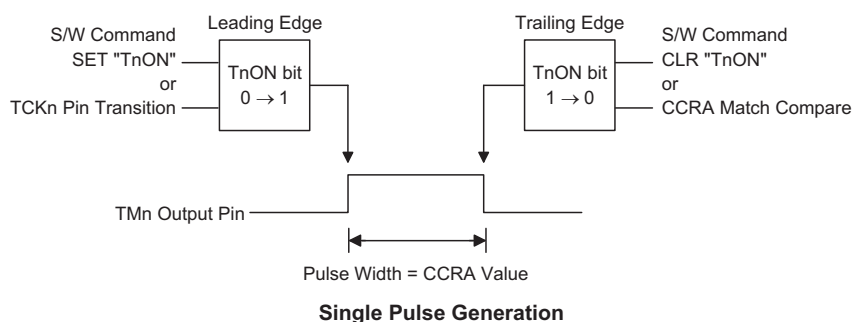 Leading Edge
S/W Command
SET "TnON"
or
TCKn Pin Transition
TnON bit
0 → 1
Trailing Edge
TnON bit
1 → 0
S/W Command
CLR "TnON"
or
CCRA Match Compare
TMn Output Pin
Pulse Width = CCRA Value
Single Pulse Generation